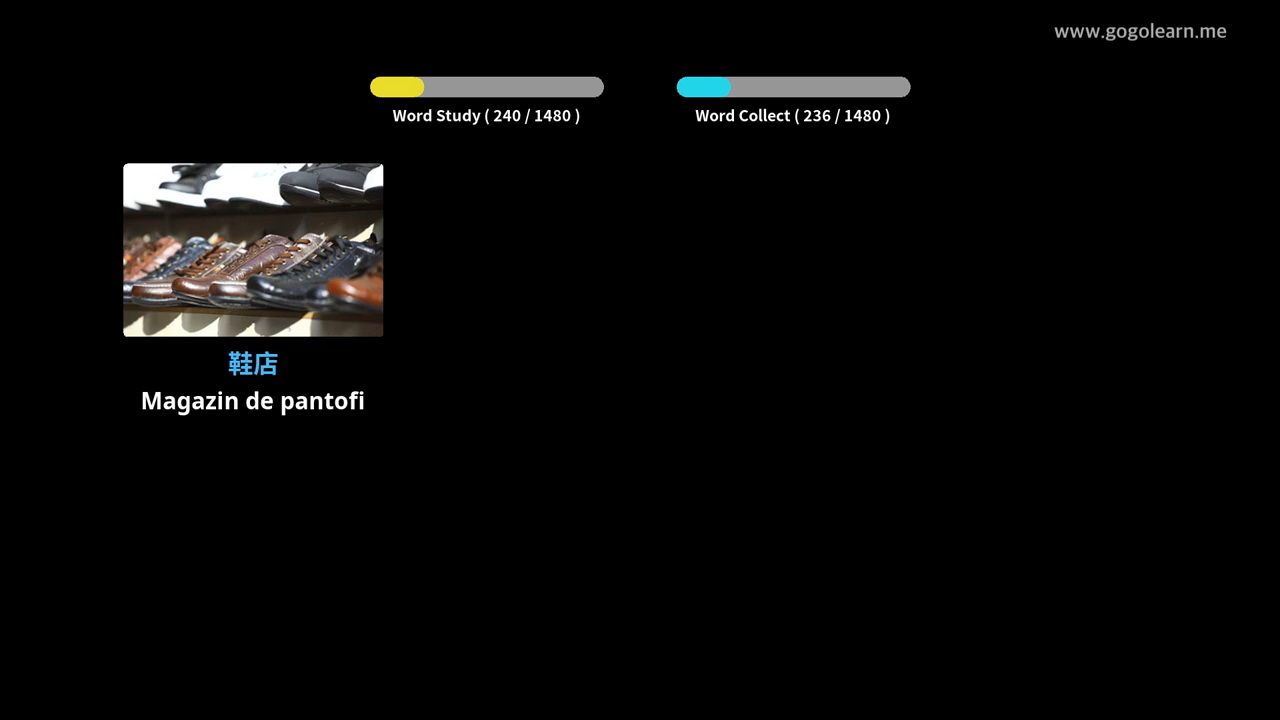 www.gogolearn.me
Word Study ( 240 / 1480 )
Word Collect ( 236 / 1480 )
鞋店
Magazin de pantofi